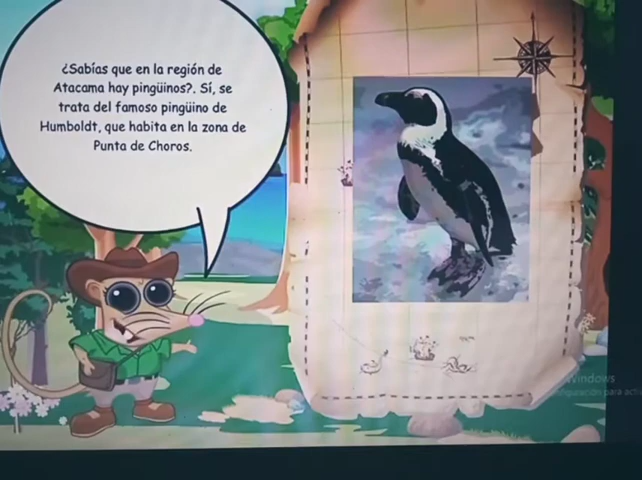 ¿Sabías que en la región de
Atacama hay pingüinos?. Sí, se
trata del famoso pingüino de
Humboldt, que habita en la zona de
Punta de Choros.
Windows
para